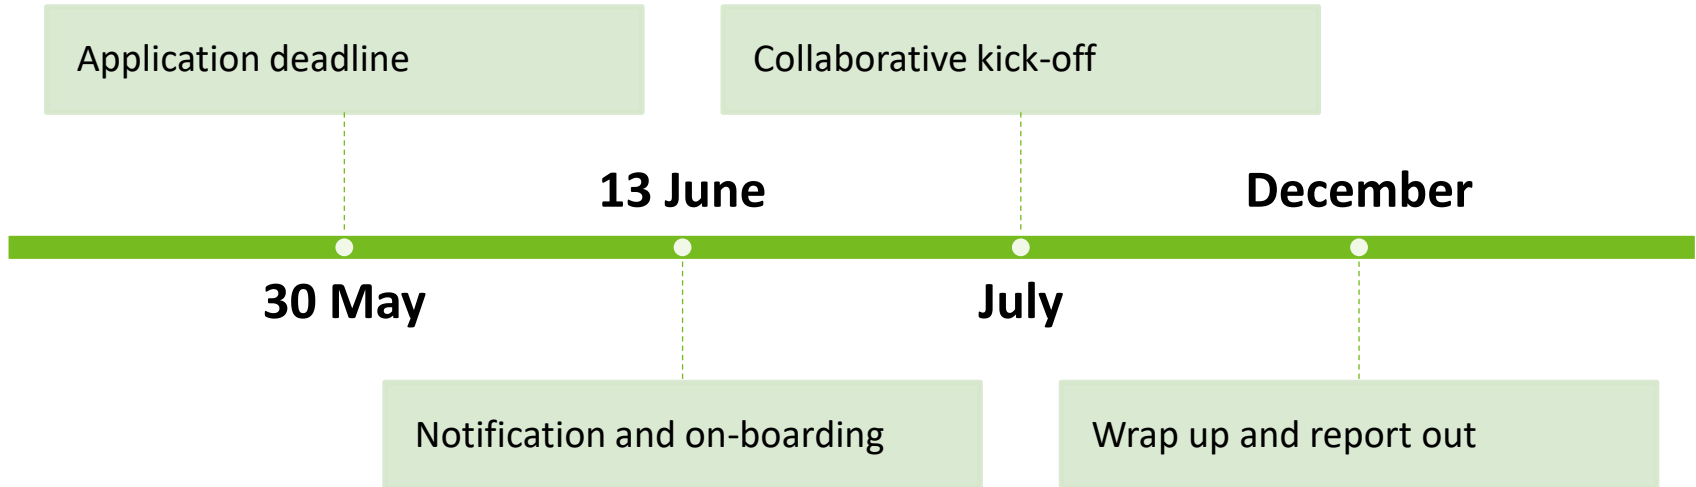 Application deadline
Collaborative kick-off
13 June
December
30 May
July
Notification and on-boarding
Wrap up and report out